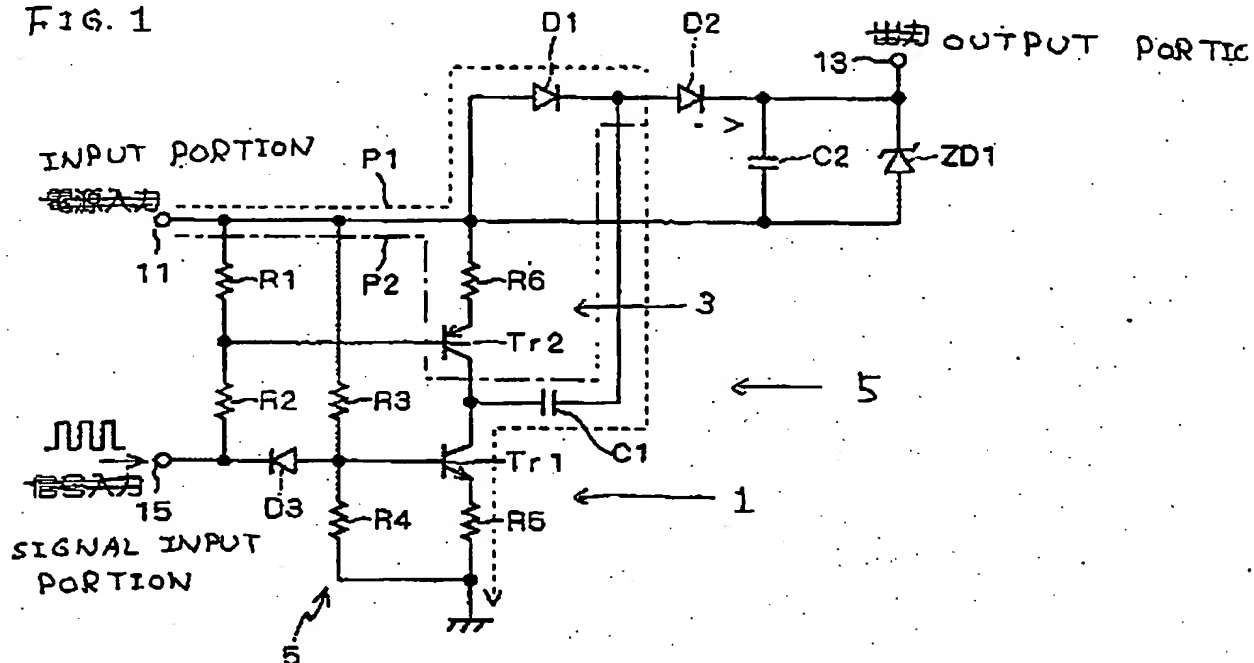 FIG. 1
D1
D2
出力 OUTPUT PORTIC
13
INPUT PORTION
電源入力
P1
C2
ZD1
11
P2
R1
R6
3
Tr2
R2
R3
5
C1
信号入力
15
D3
Tr1
1
R4
R5
SIGNAL INPUT
PORTION
5